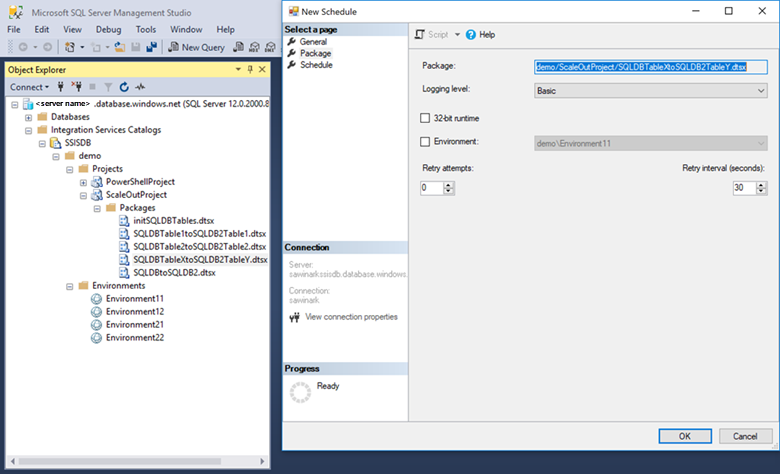 Microsoft SQL Server Management Studio
File Edit View Debug Tools Window Help
New Query
Object Explorer
Connect
<server name> .database.windows.net (SQL Server 12.0.2000.8
Databases
Integration Services Catalogs
SSISDB
demo
Projects
PowerShellProject
ScaleOutProject
Packages
initSQLDBTables.dtsx
SQLDBTable1toSQLDB2Table1.dtsx
SQLDBTable2toSQLDB2Table2.dtsx
SQLDBTableXtoSQLDB2TableY.dtsx
SQLDBtoSQLDB2.dtsx
Environments
Environment11
Environment12
Environment21
Environment22
New Schedule
Select a page
General
Package
Schedule
Connection
Server:
sawinarkssisdb.database.windows.
Connection:
sawinark
View connection properties
Progress
Ready
Script Help
Package: demo/ScaleOutProject/SQLDBTableXtoSQLDB2TableY.dtsx
Logging level: Basic
32-bit runtime
Environment: demo\Environment11
Retry attempts: Retry interval (seconds):
0 30
OK Cancel